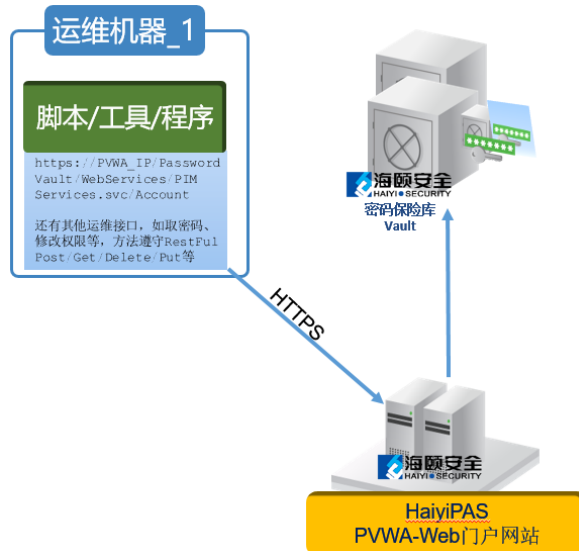 运维机器_1
脚本/工具/程序
https://PVWA_IP/Password
Vault/WebServices/PIM
Services.svc/Account
还有其他运维接口，如取密码、
修改权限等，方法遵守RestFul
Post/Get/Delete/Put等
海颐安全
HAIYI SECURITY
密码保险库
Vault
HTTPS
海颐安全
HAIYI SECURITY
HaiyiPAS
PVWA-Web门户网站